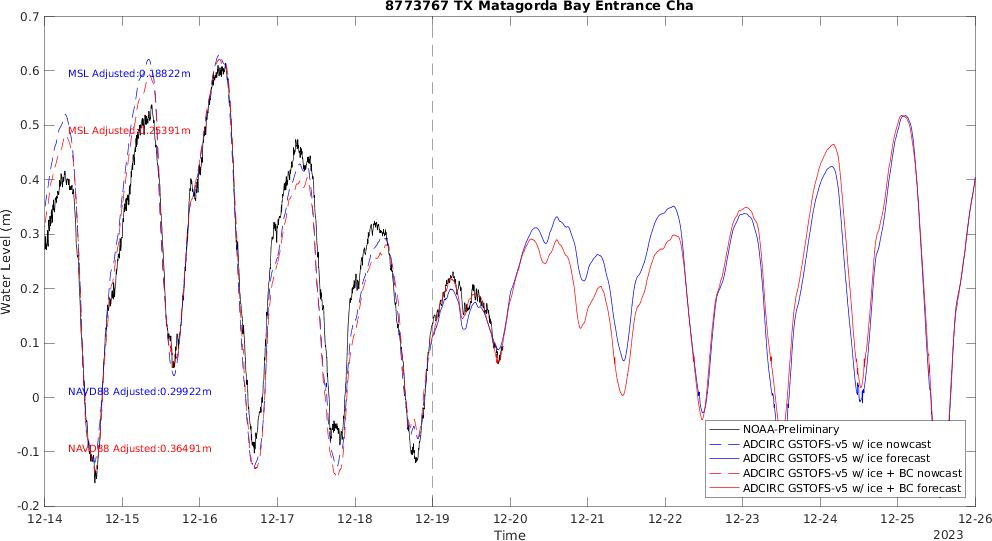 8773767 TX Matagorda Bay Entrance Cha
0.7
0.6
0.5
0.4
0.3
0.2
0.1
0
-0.1
-0.2
Water Level (m)
MSL Adjusted:0.18822m
MSL Adjusted:0.25391m
NAVD88 Adjusted:0.29922m
NAVD88 Adjusted:0.36491m
NOAA-Preliminary
ADCIRC GSTOFS-v5 w/ ice nowcast
ADCIRC GSTOFS-v5 w/ ice forecast
ADCIRC GSTOFS-v5 w/ ice + BC nowcast
ADCIRC GSTOFS-v5 w/ ice + BC forecast
12-14 12-15 12-16 12-17 12-18 12-19 12-20 12-21 12-22 12-23 12-24 12-25 12-26
Time
2023